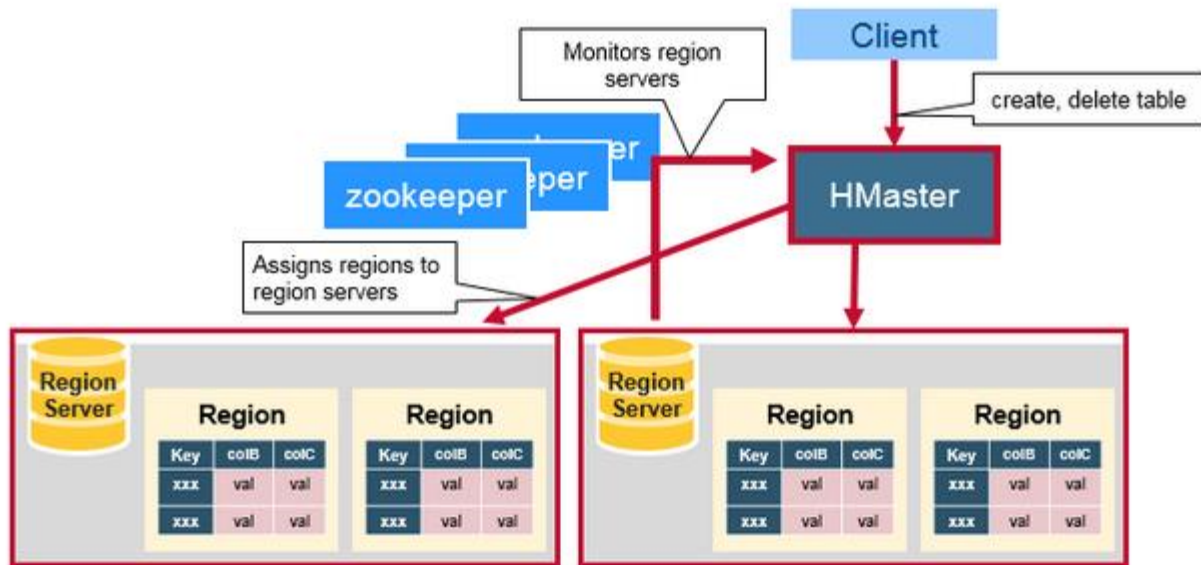 Client
Monitors region
servers
create, delete table
eper
zookeeper
HMaster
Assigns regions to
region servers
Region
Server
Region
Key colB colC
xxx val val
xxx val val
Region
Key colB colC
xxx val val
xxx val val
Region
Server
Region
Key colB colC
xxx val val
xxx val val
Region
Key colB colC
xxx val val
xxx val val